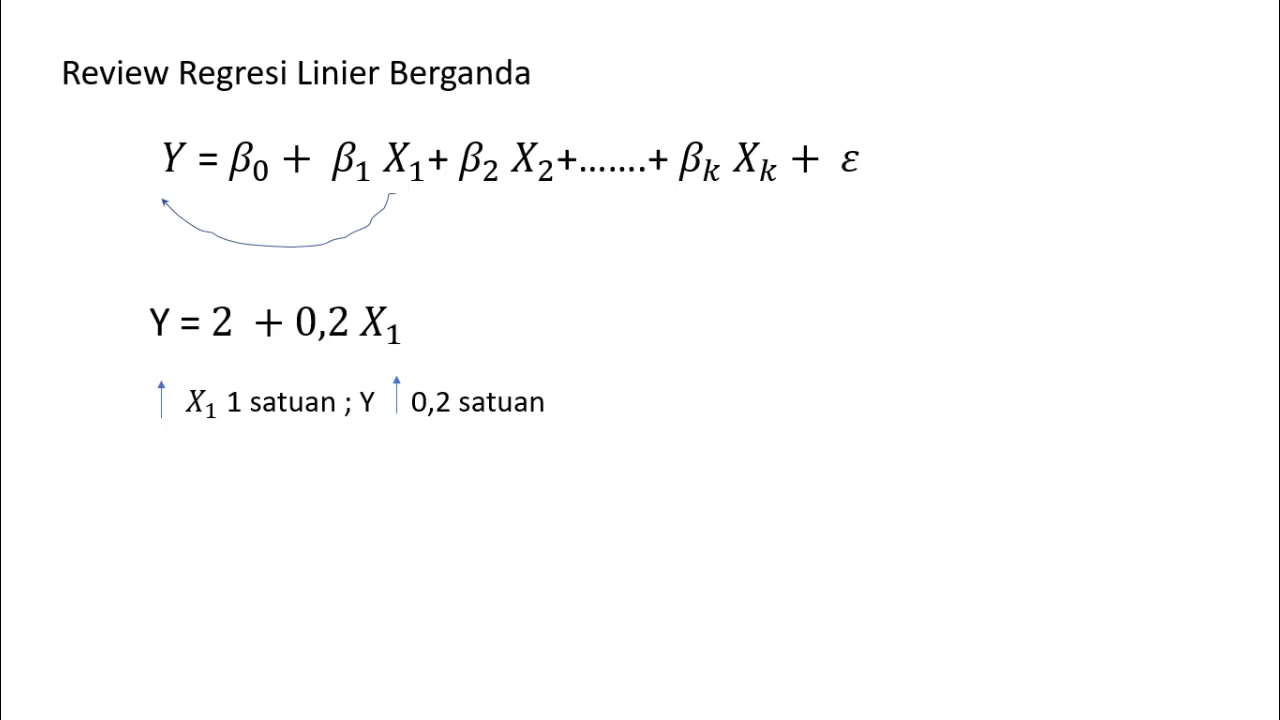 Review Regresi Linier Berganda
Y = β₀ + β₁ X₁+ β₂ X₂+.......+ βₖ Xₖ + ε
Y = 2 + 0,2 X₁
↑ X₁ 1 satuan ; Y ↑ 0,2 satuan